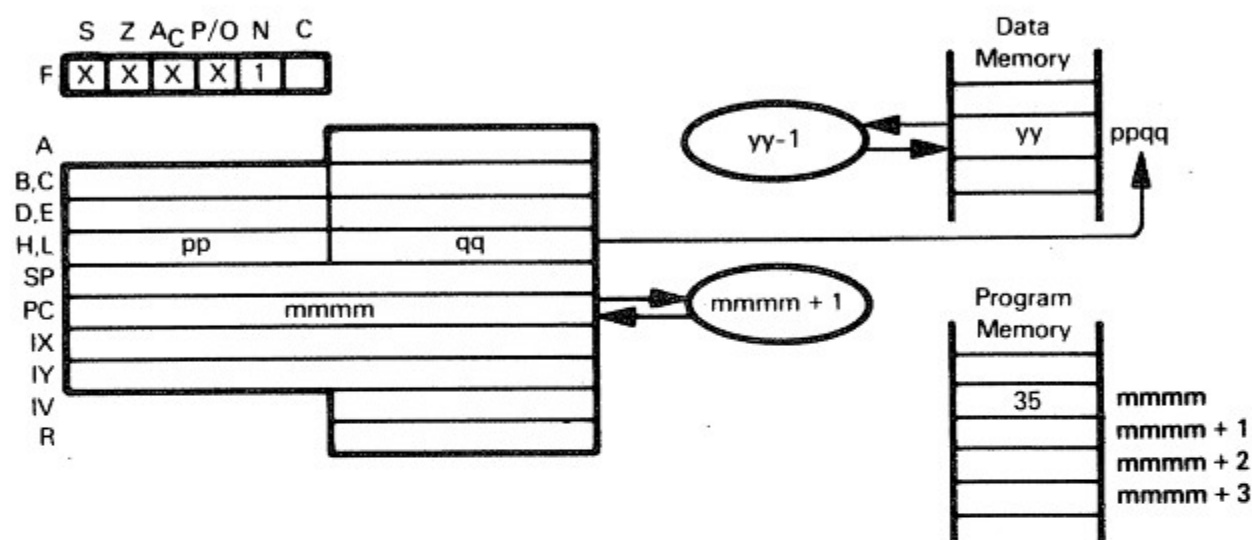 S Z AC P/O N C
F X X X X 1
A
B,C
D,E
H,L pp qq
SP
PC mmmm
IX
IY
IV
R
yy-1
mmmm + 1
Data
Memory
yy ppqq
Program
Memory
35 mmmm
mmmm + 1
mmmm + 2
mmmm + 3